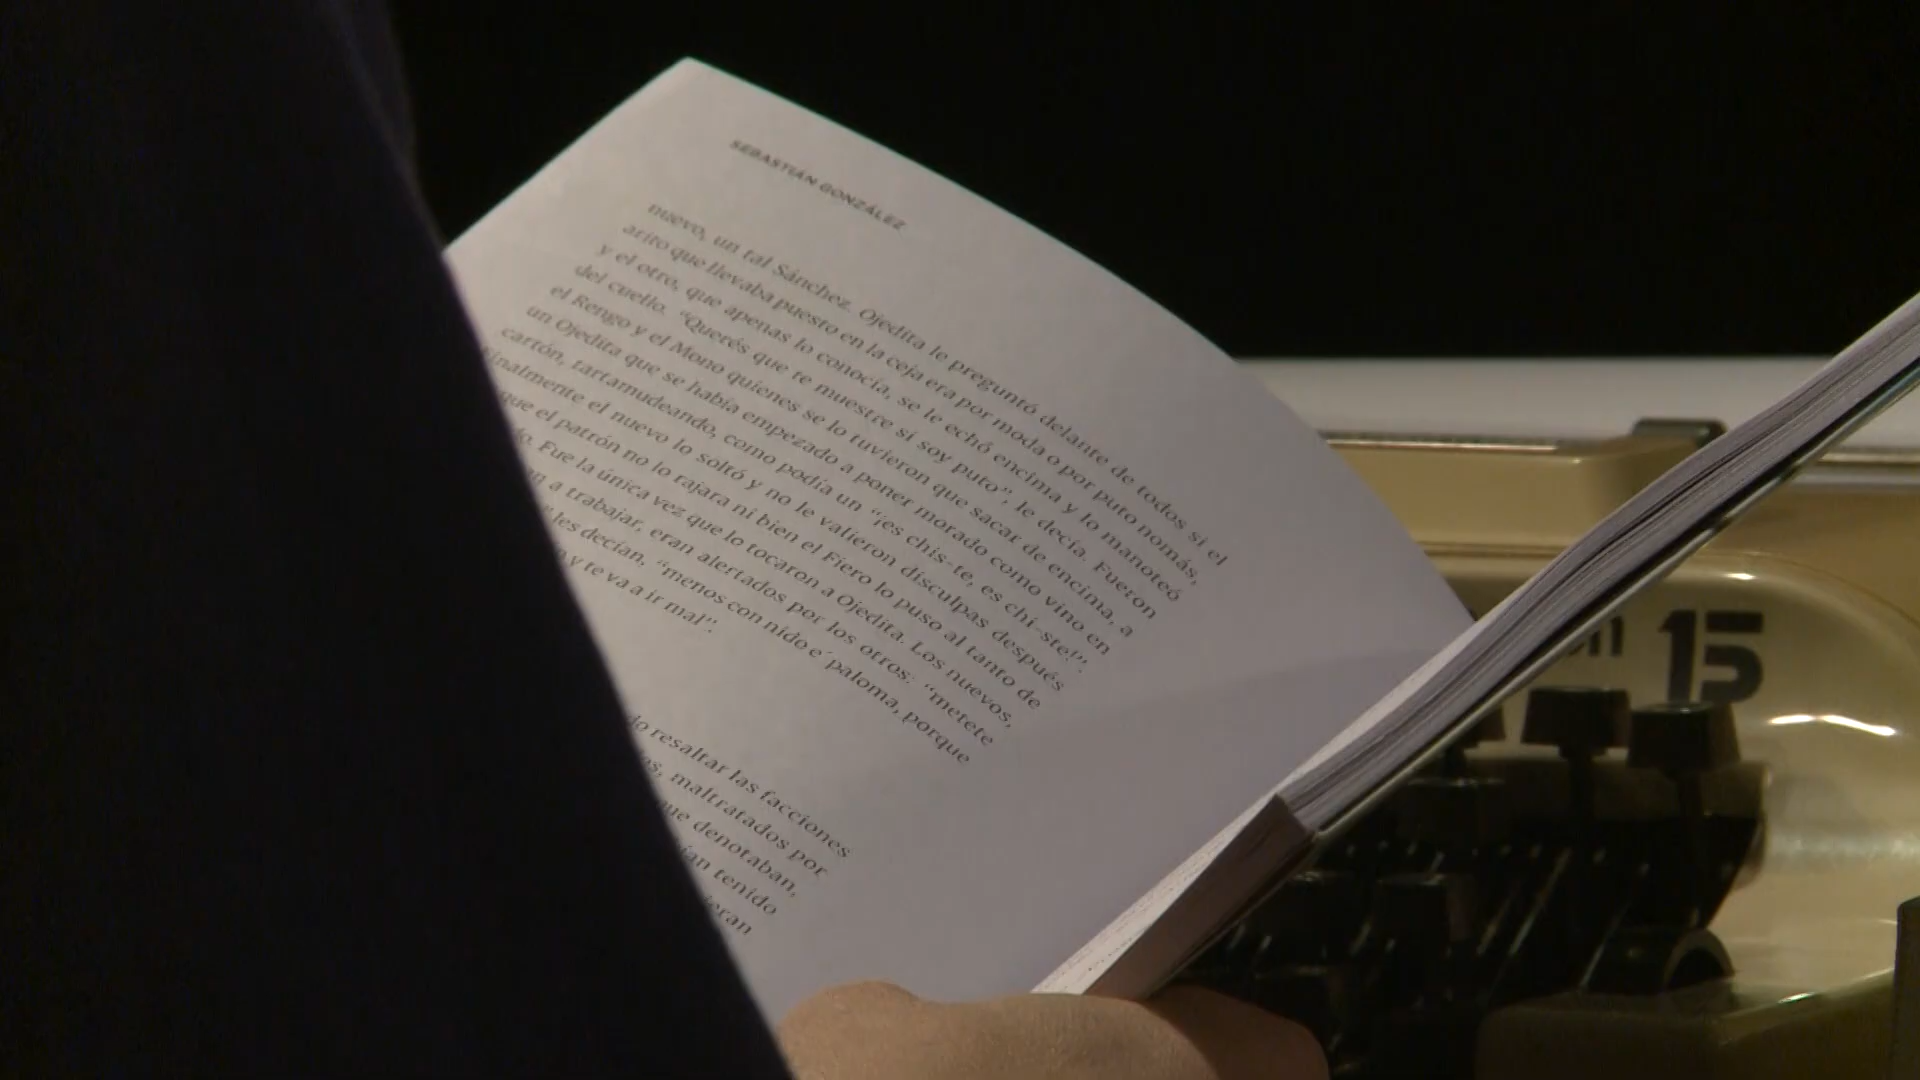 SEBASTIÁN GONZÁLEZ
nuevo, un tal Sánchez. Ojedita le preguntó delante de todos si el
arito que llevaba puesto en la ceja era por moda o por puto nomás,
y el otro, que apenas lo conocía, se le echó encima y lo manoteó
del cuello. “Querés que te muestre si soy puto”, le decía. Fueron
el Rengo y el Mono quienes se lo tuvieron que sacar de encima, a
un Ojedita que se había empezado a poner morado como vino en
cartón, tartamudeando, como podía un “¡es chis-te, es chi-ste!”.
finalmente el nuevo lo soltó y no le valieron disculpas después
que el patrón no lo rajara ni bien el Fiero lo puso al tanto de
do. Fue la única vez que lo tocaron a Ojedita. Los nuevos,
an a trabajar, eran alertados por los otros: “metete
” les decían, “menos con nido e´paloma, porque
y te va a ir mal”.
do resaltar las facciones
os, maltratados por
que denotaban,
ían tenido
ieran
15